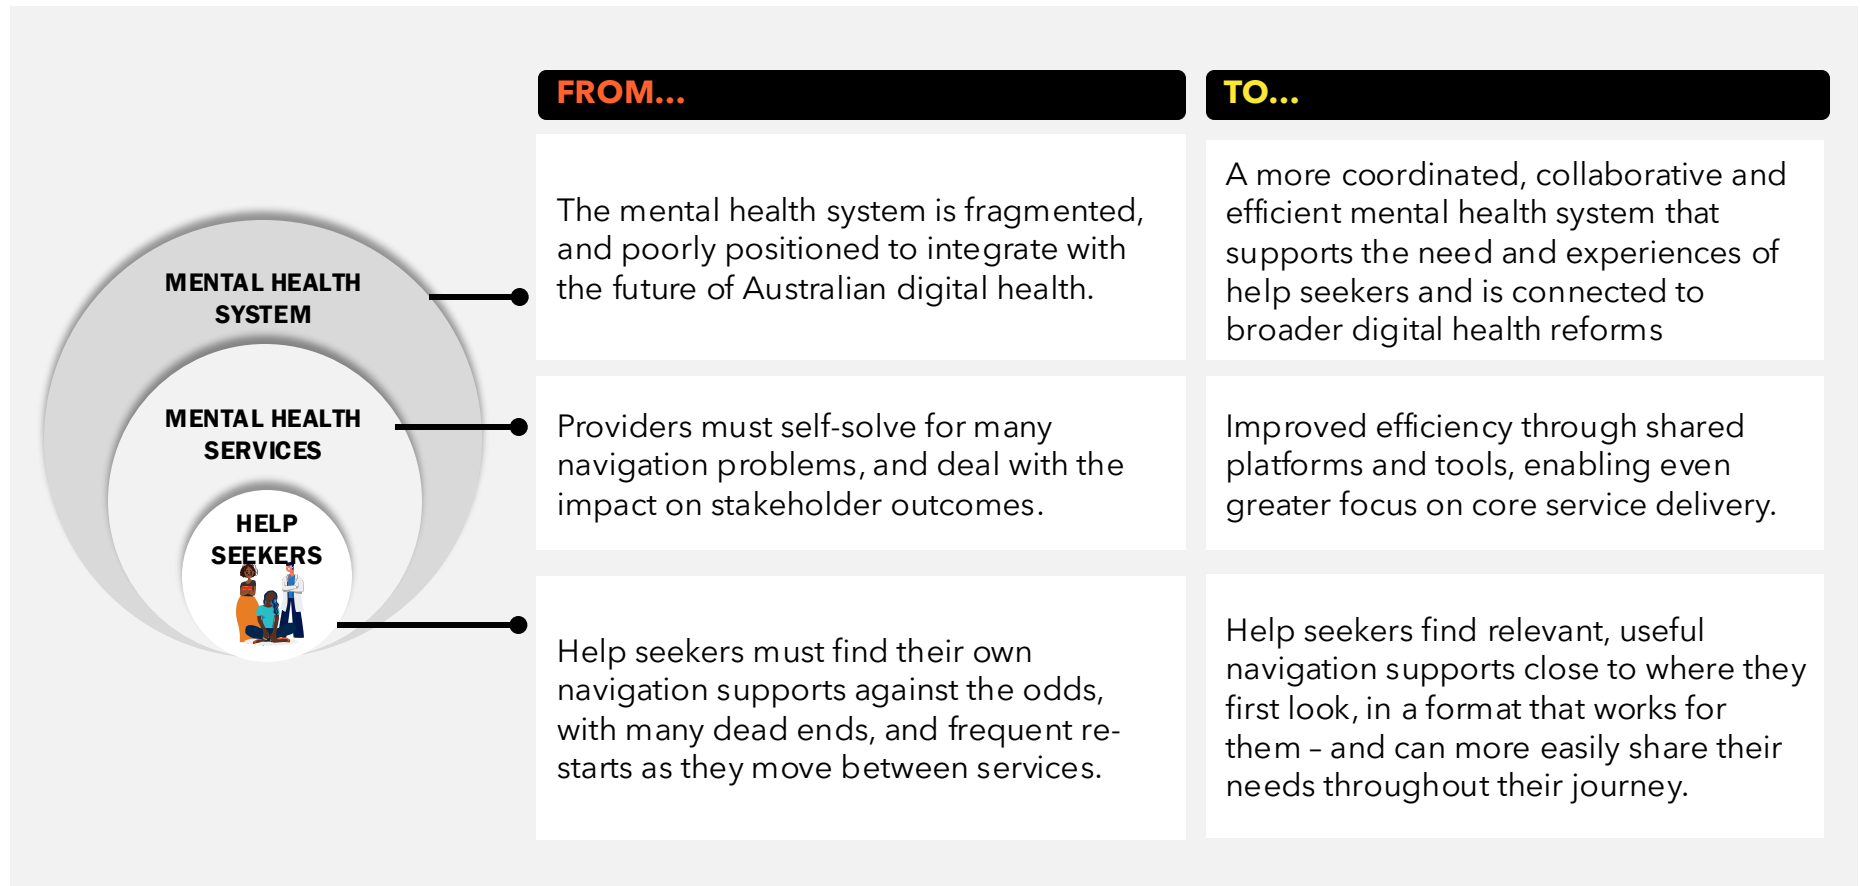 FROM...
TO...
MENTAL HEALTH
SYSTEM
The mental health system is fragmented,
and poorly positioned to integrate with
the future of Australian digital health.
A more coordinated, collaborative and
efficient mental health system that
supports the need and experiences of
help seekers and is connected to
broader digital health reforms
MENTAL HEALTH
SERVICES
Providers must self-solve for many
navigation problems, and deal with the
impact on stakeholder outcomes.
Improved efficiency through shared
platforms and tools, enabling even
greater focus on core service delivery.
HELP
SEEKERS
Help seekers must find their own
navigation supports against the odds,
with many dead ends, and frequent re-
starts as they move between services.
Help seekers find relevant, useful
navigation supports close to where they
first look, in a format that works for
them – and can more easily share their
needs throughout their journey.